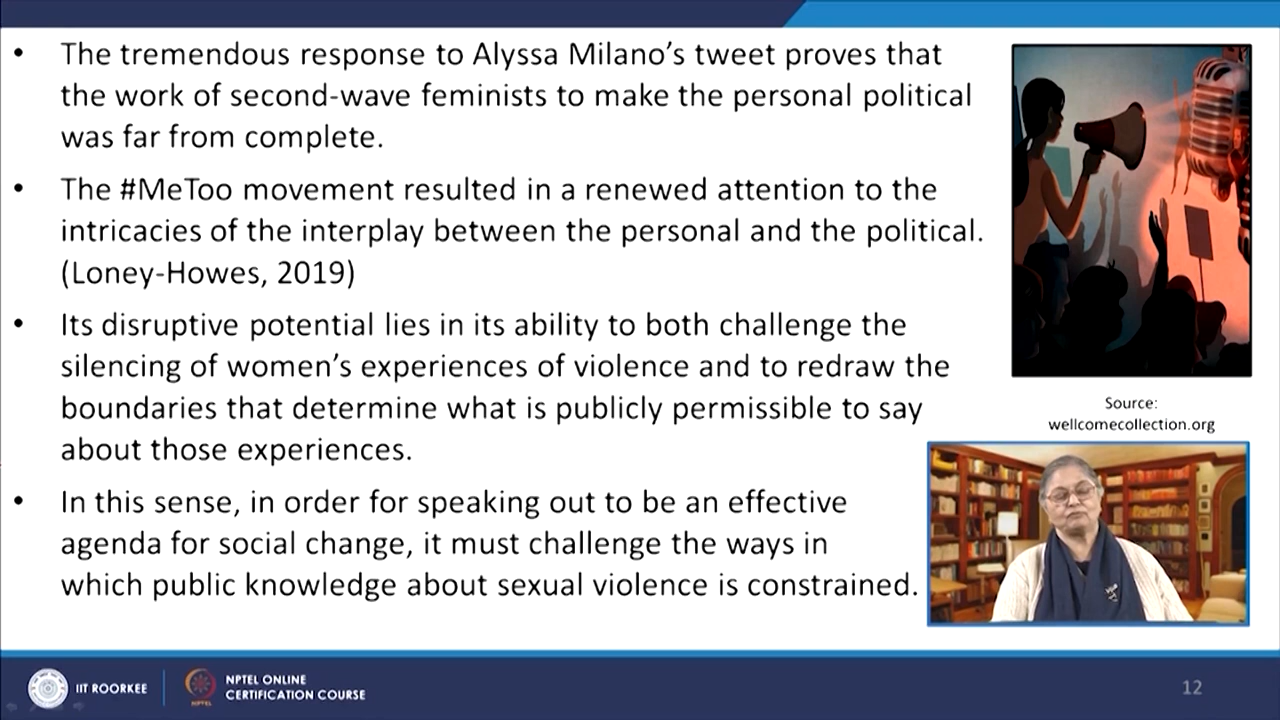 • The tremendous response to Alyssa Milano’s tweet proves that
the work of second-wave feminists to make the personal political
was far from complete.
• The #MeToo movement resulted in a renewed attention to the
intricacies of the interplay between the personal and the political.
(Loney-Howes, 2019)
• Its disruptive potential lies in its ability to both challenge the
silencing of women’s experiences of violence and to redraw the
boundaries that determine what is publicly permissible to say
about those experiences.
• In this sense, in order for speaking out to be an effective
agenda for social change, it must challenge the ways in
which public knowledge about sexual violence is constrained.
Source:
wellcomecollection.org
IIT ROORKEE
NPTEL
NPTEL ONLINE
CERTIFICATION COURSE
12